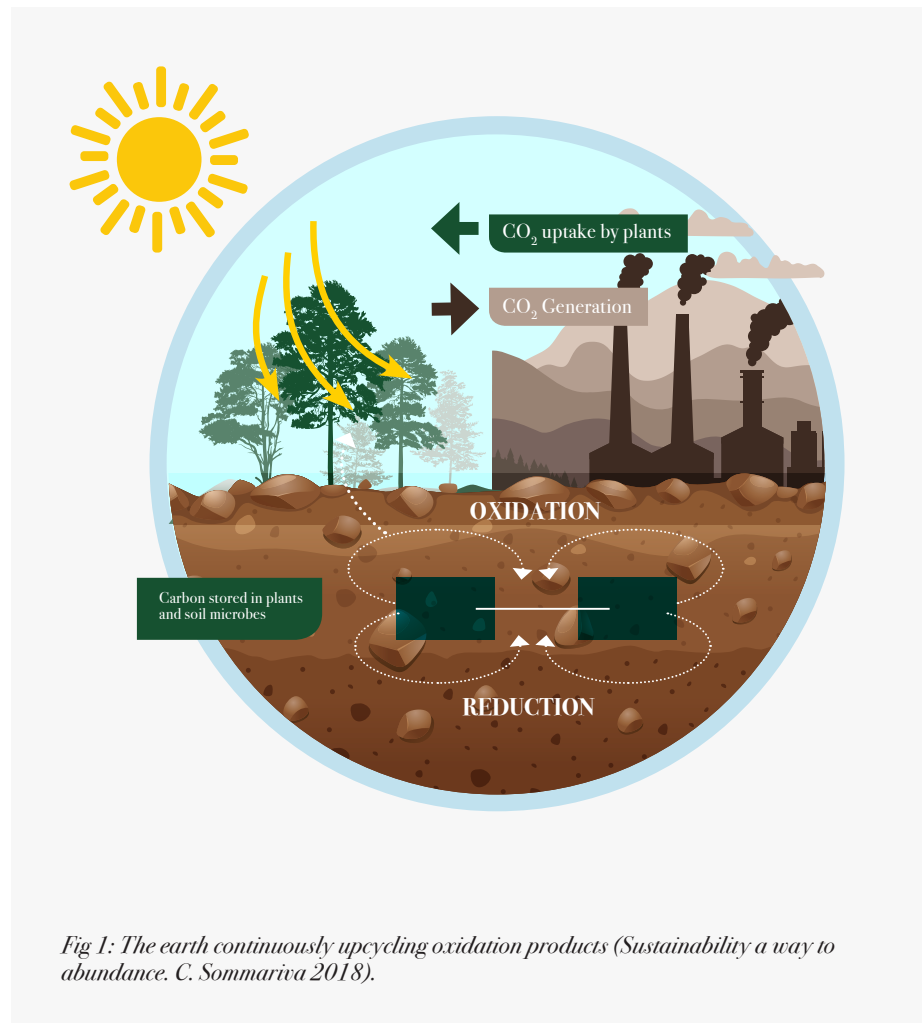 CO₂ uptake by plants
CO₂ Generation
OXIDATION
Carbon stored in plants
and soil microbes
REDUCTION
Fig 1: The earth continuously upcycling oxidation products (Sustainability a way to
abundance. C. Sommariva 2018).